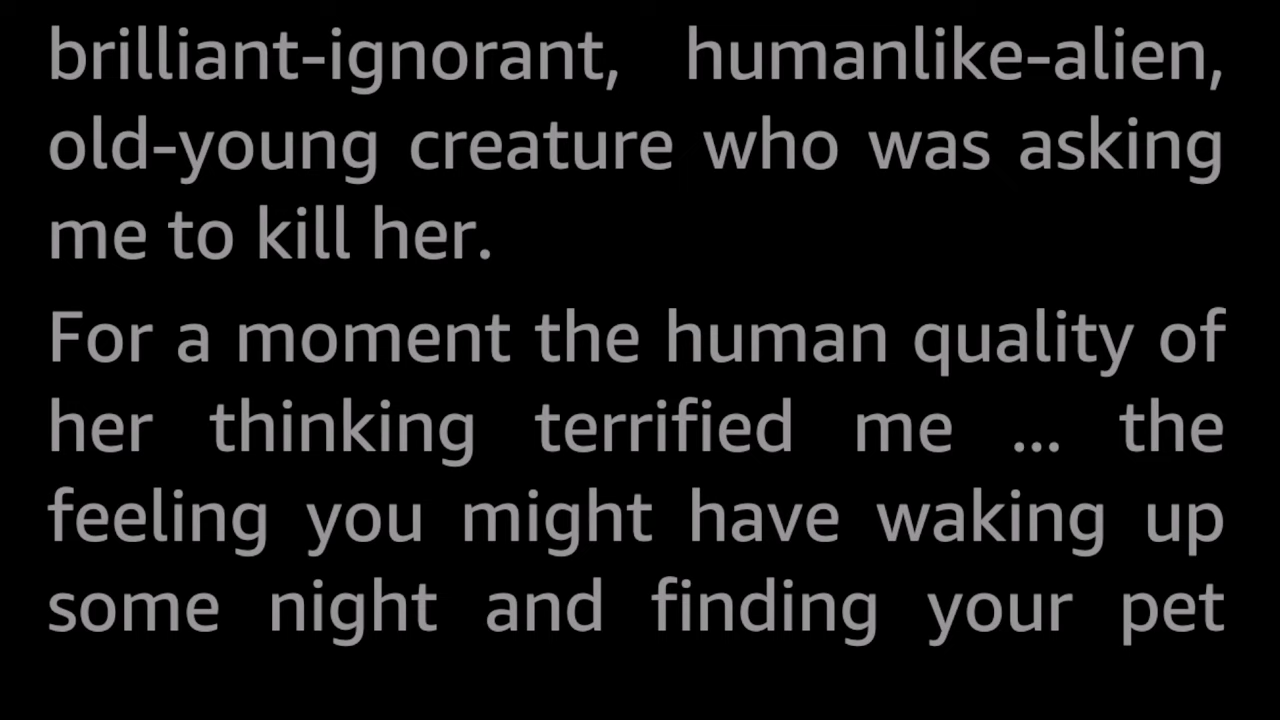 brilliant-ignorant, humanlike-alien,
old-young creature who was asking
me to kill her.
For a moment the human quality of
her thinking terrified me ... the
feeling you might have waking up
some night and finding your pet